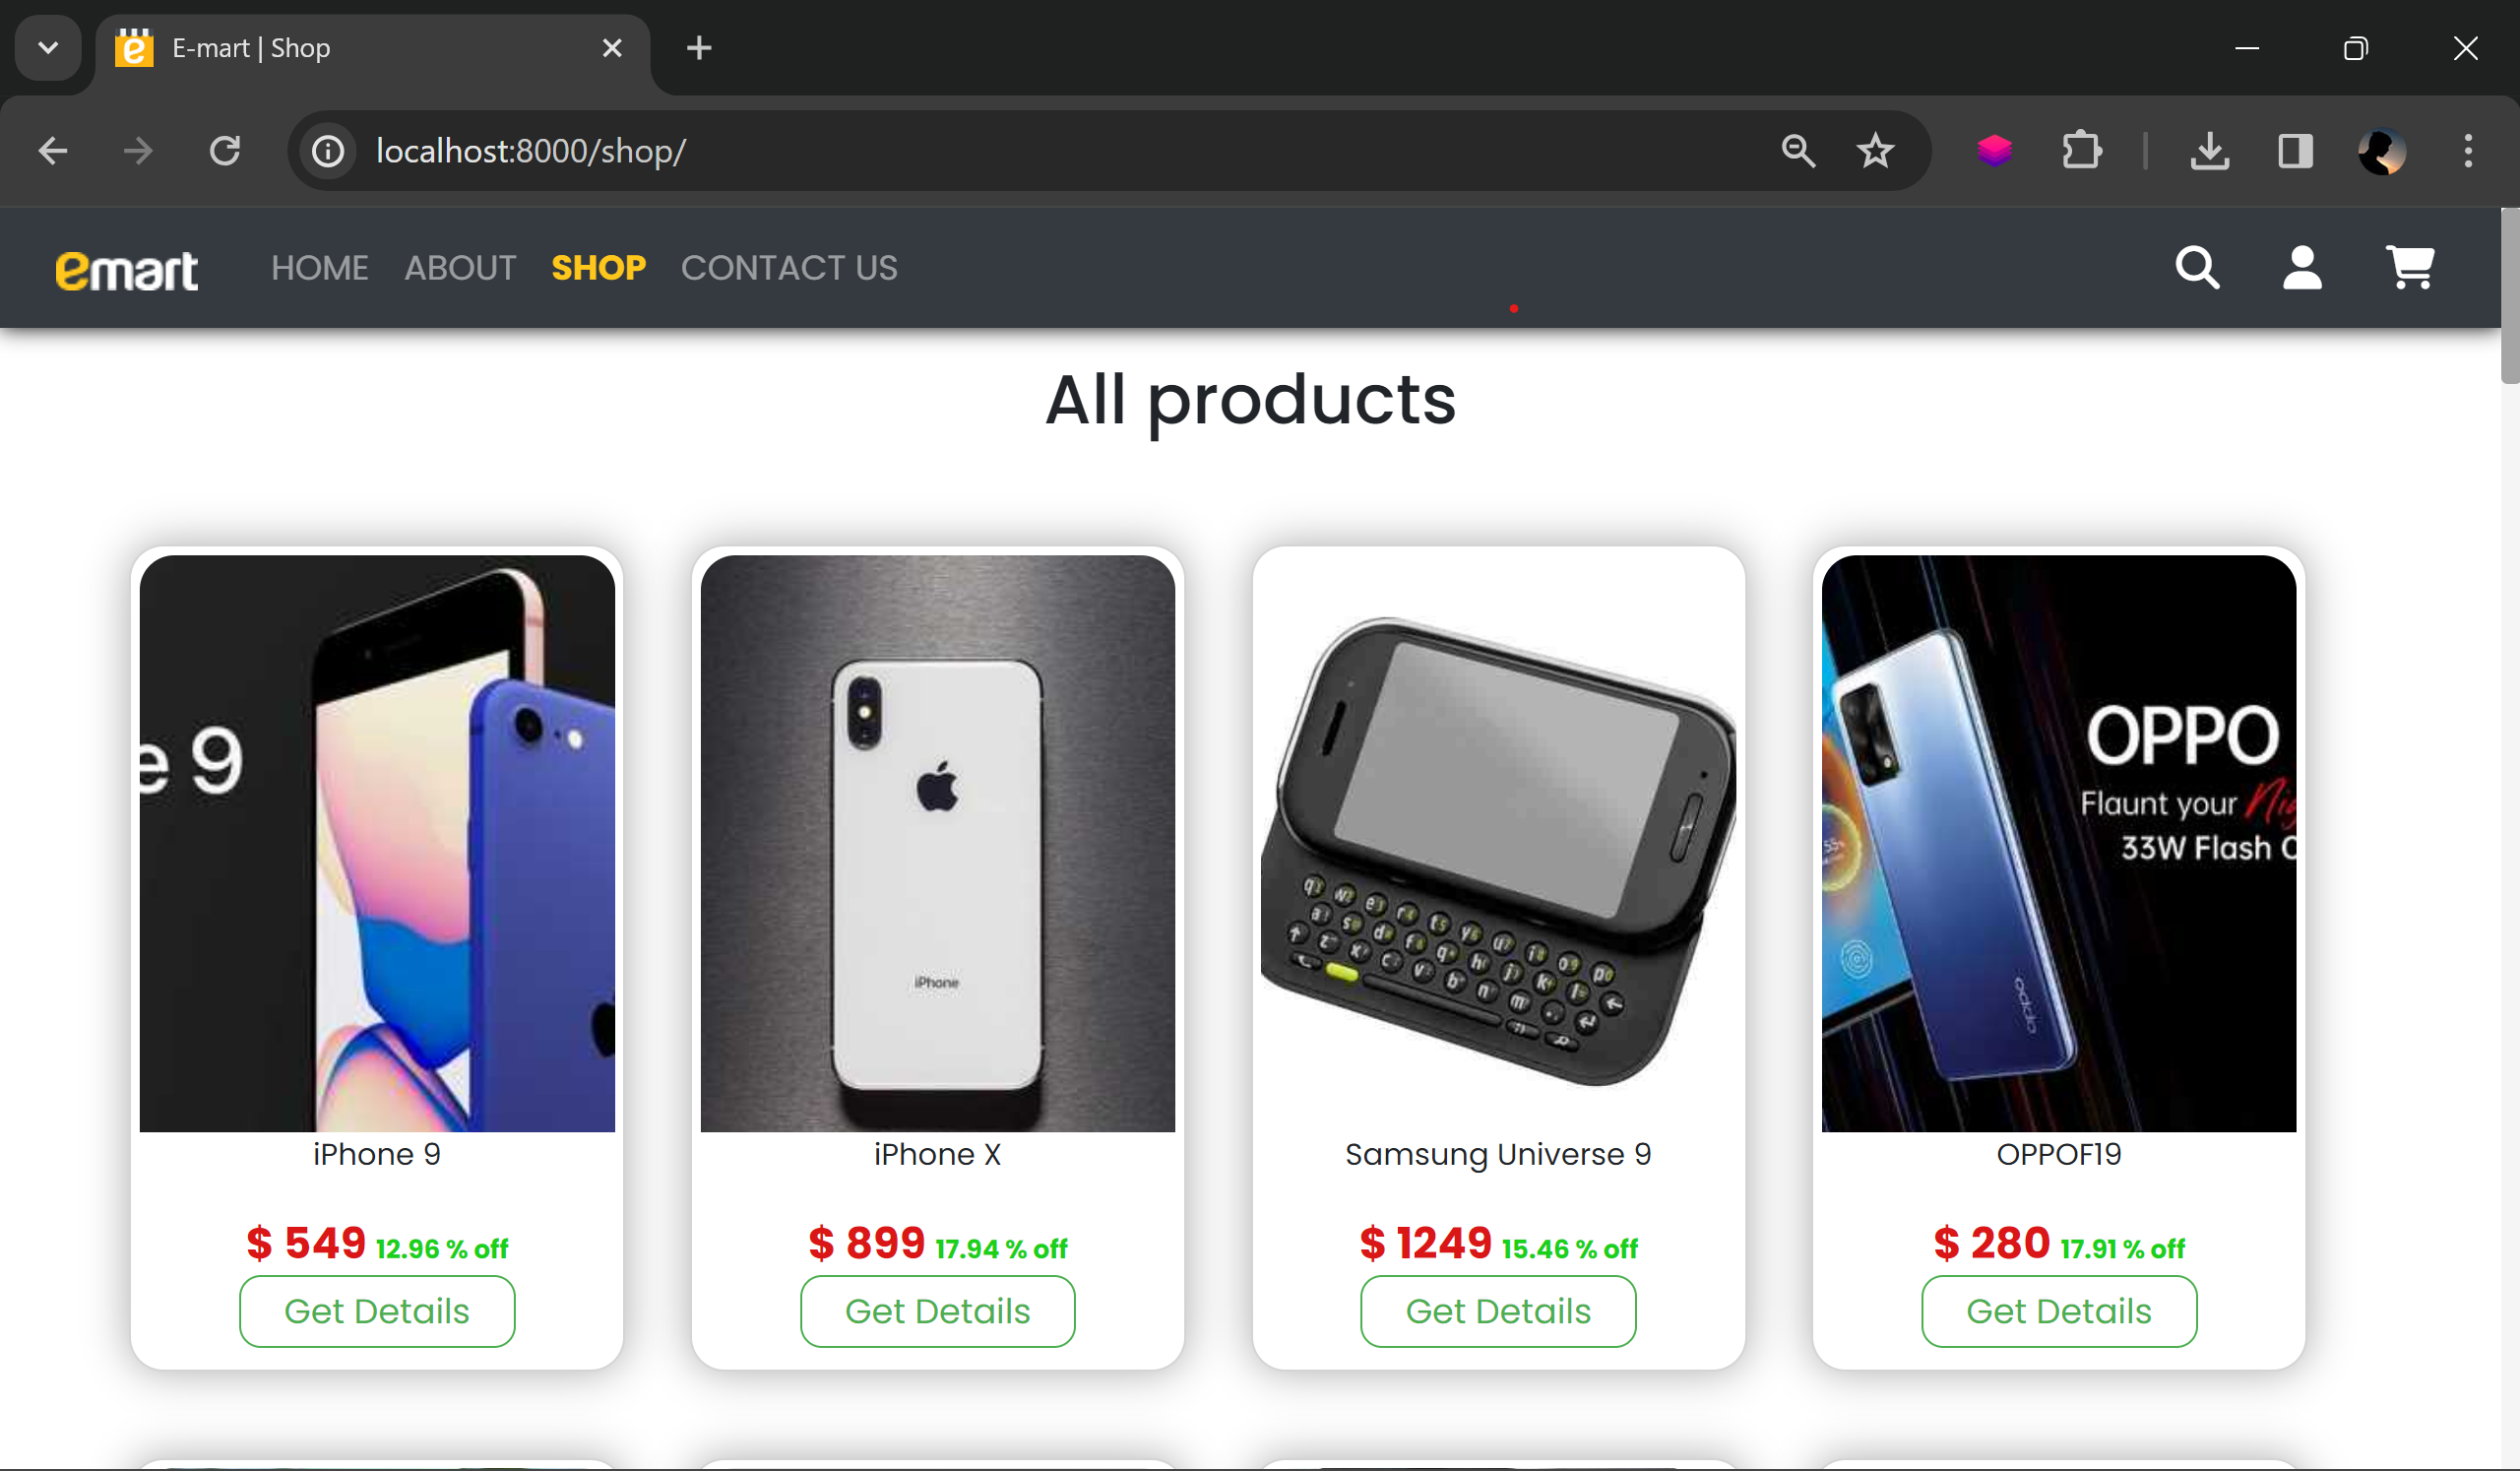 E-mart | Shop
localhost:8000/shop/
emart HOME ABOUT SHOP CONTACT US
All products
e 9
iPhone
OPPO
Flaunt your
33W Flash
oppo
iPhone 9
iPhone X
Samsung Universe 9
OPPOF19
$ 549 12.96 % off
$ 899 17.94 % off
$ 1249 15.46 % off
$ 280 17.91 % off
Get Details
Get Details
Get Details
Get Details